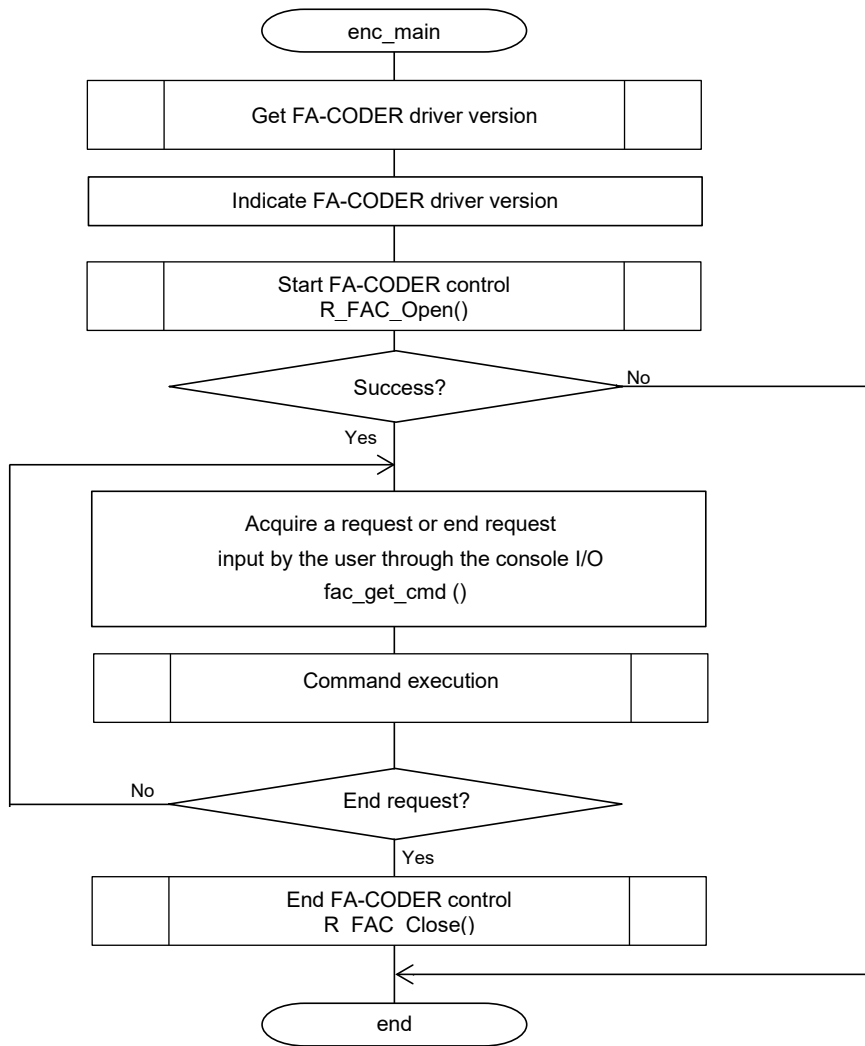 enc_main
Get FA-CODER driver version
Indicate FA-CODER driver version
Start FA-CODER control
R_FAC_Open()
Success?
No
Yes
Acquire a request or end request
input by the user through the console I/O
fac_get_cmd ()
Command execution
No
End request?
Yes
End FA-CODER control
R_FAC_Close()
end